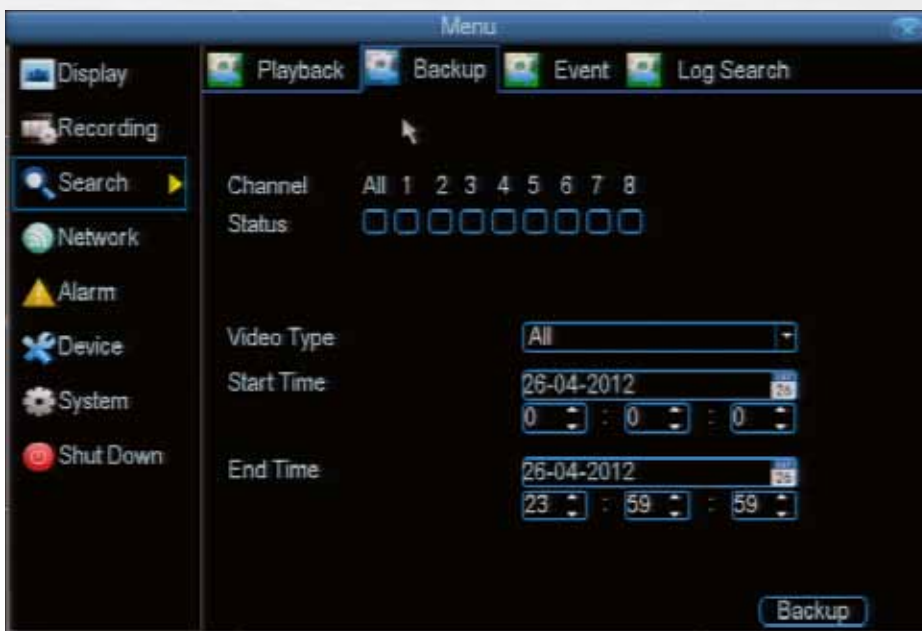 Menu
Display
Recording
Search
Network
Alarm
Device
System
Shut Down
Playback Backup Event Log Search
Channel All 1 2 3 4 5 6 7 8
Status
Video Type All
Start Time 26-04-2012
0 : 0 : 0
End Time 26-04-2012
23 : 59 : 59
Backup